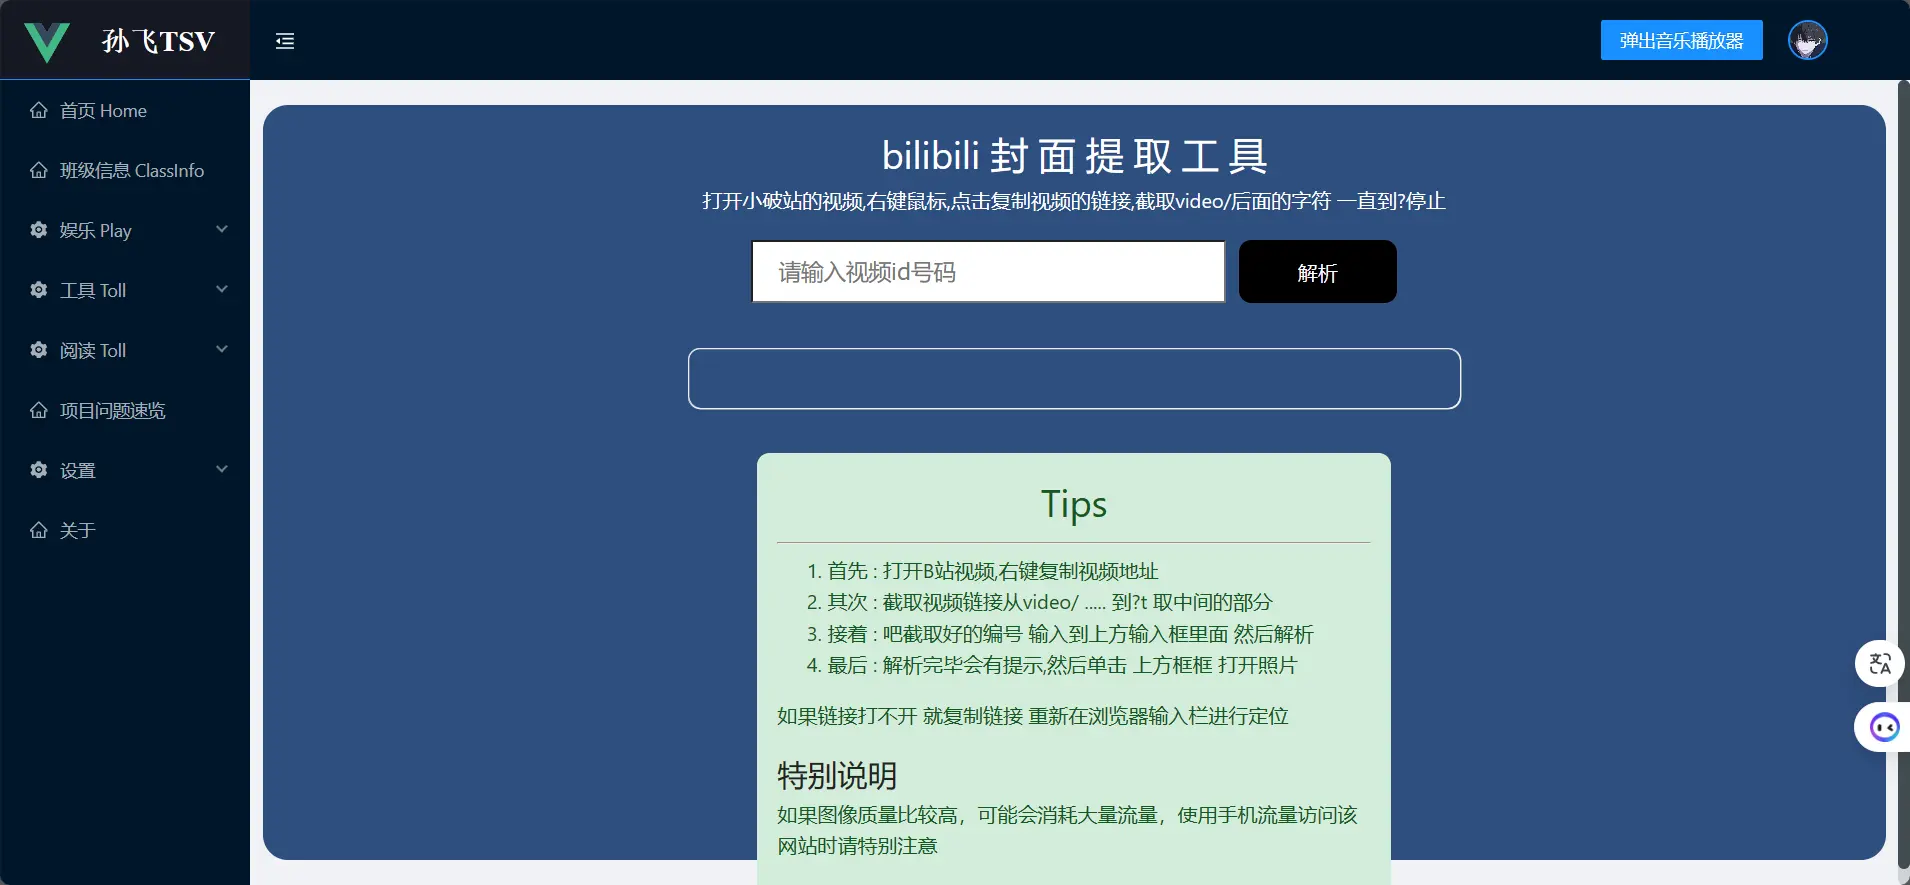 孙飞TSV
弹出音乐播放器
首页 Home
班级信息 ClassInfo
娱乐 Play
工具 Toll
阅读 Toll
项目问题速览
设置
关于
bilibili 封面提取工具
打开小破站的视频,右键鼠标,点击复制视频的链接,截取video/后面的字符 一直到?停止
请输入视频id号码
解析
Tips
1. 首先 : 打开B站视频,右键复制视频地址
2. 其次 : 截取视频链接从video/ ..... 到?t 取中间的部分
3. 接着 : 吧截取好的编号 输入到上方输入框里面 然后解析
4. 最后 : 解析完毕会有提示,然后单击 上方框框 打开照片
如果链接打不开 就复制链接 重新在浏览器输入栏进行定位
特别说明
如果图像质量比较高，可能会消耗大量流量，使用手机流量访问该
网站时请特别注意